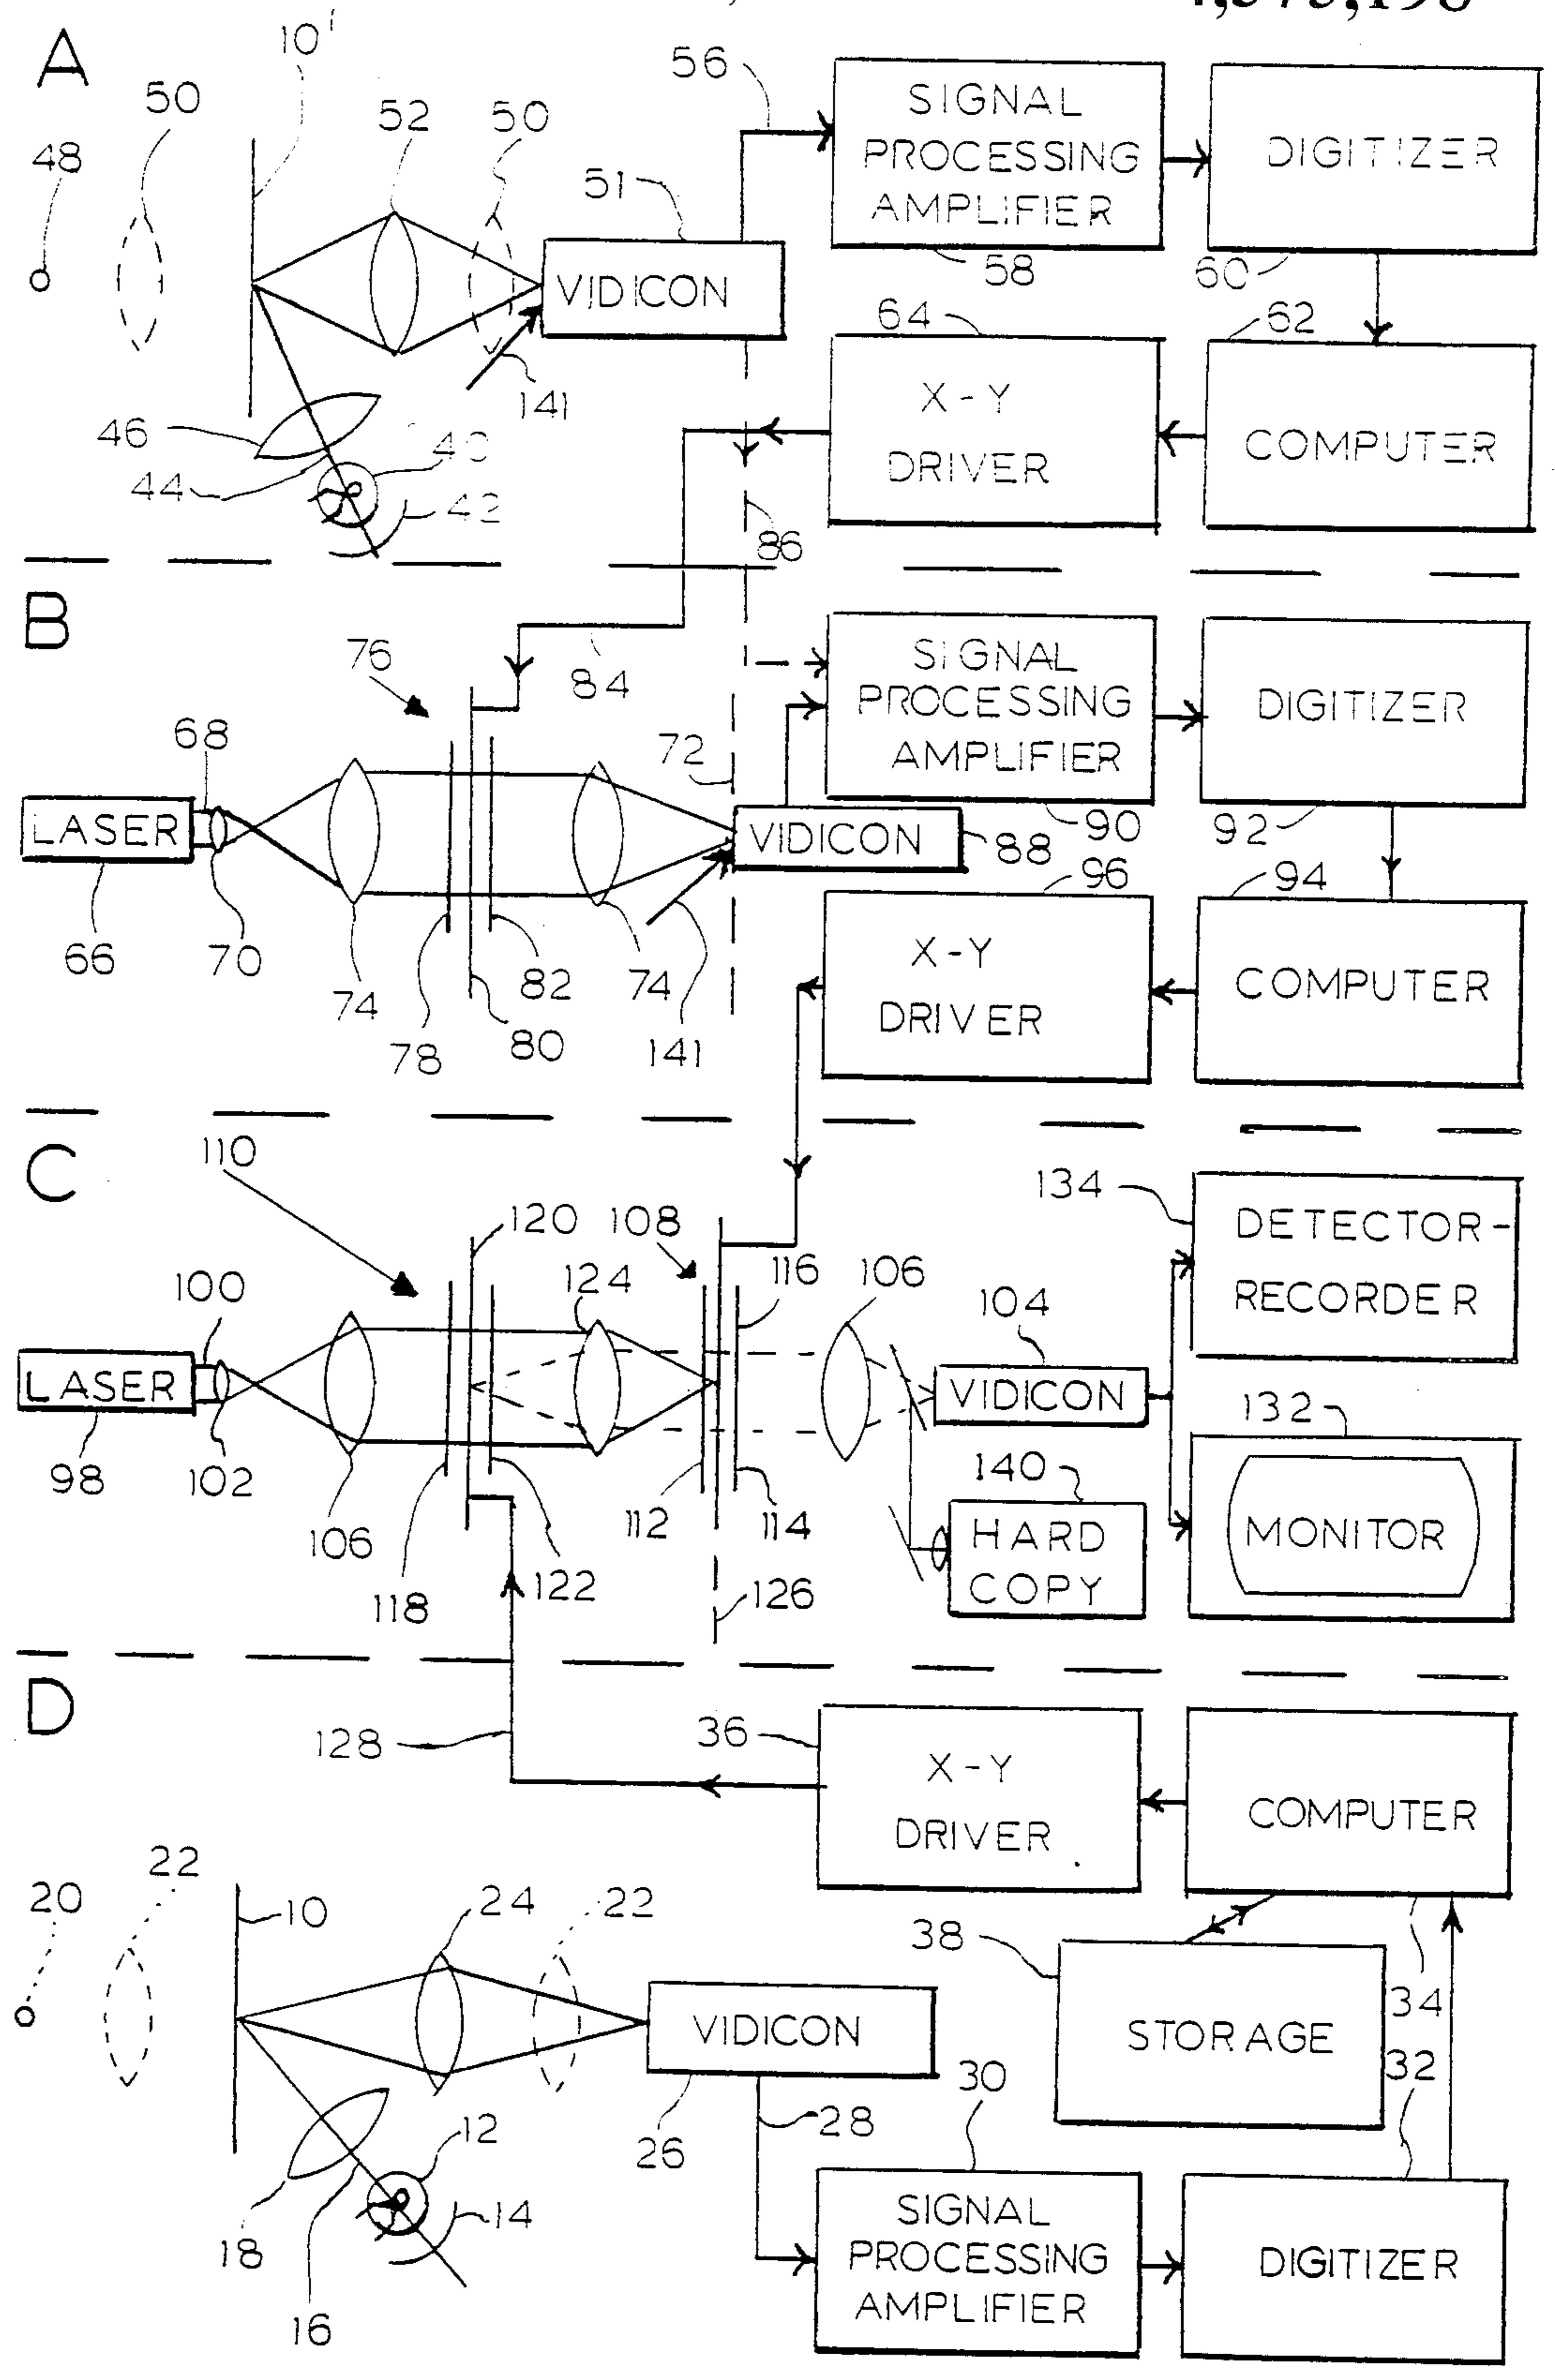 A
10'
50
48
52
50
51
56
SIGNAL
PROCESSING
AMPLIFIER
58
DIGITIZER
60
VIDICON
141
46
44
40
42
64
X-Y
DRIVER
62
COMPUTER
86
B
76
84
SIGNAL
PROCESSING
AMPLIFIER
90
DIGITIZER
92
68
72
LASER
66
70
74
78
80
82
74
141
VIDICON
88
96
X-Y
DRIVER
94
COMPUTER
C
110
120
108
116
106
134
DETECTOR-
RECORDER
100
124
104
LASER
98
102
106
118
122
112
114
126
VIDICON
132
MONITOR
140
HARD
COPY
D
128
36
X-Y
DRIVER
COMPUTER
34
20
22
10
24
22
38
STORAGE
VIDICON
26
28
30
32
18
16
12
14
SIGNAL
PROCESSING
AMPLIFIER
DIGITIZER